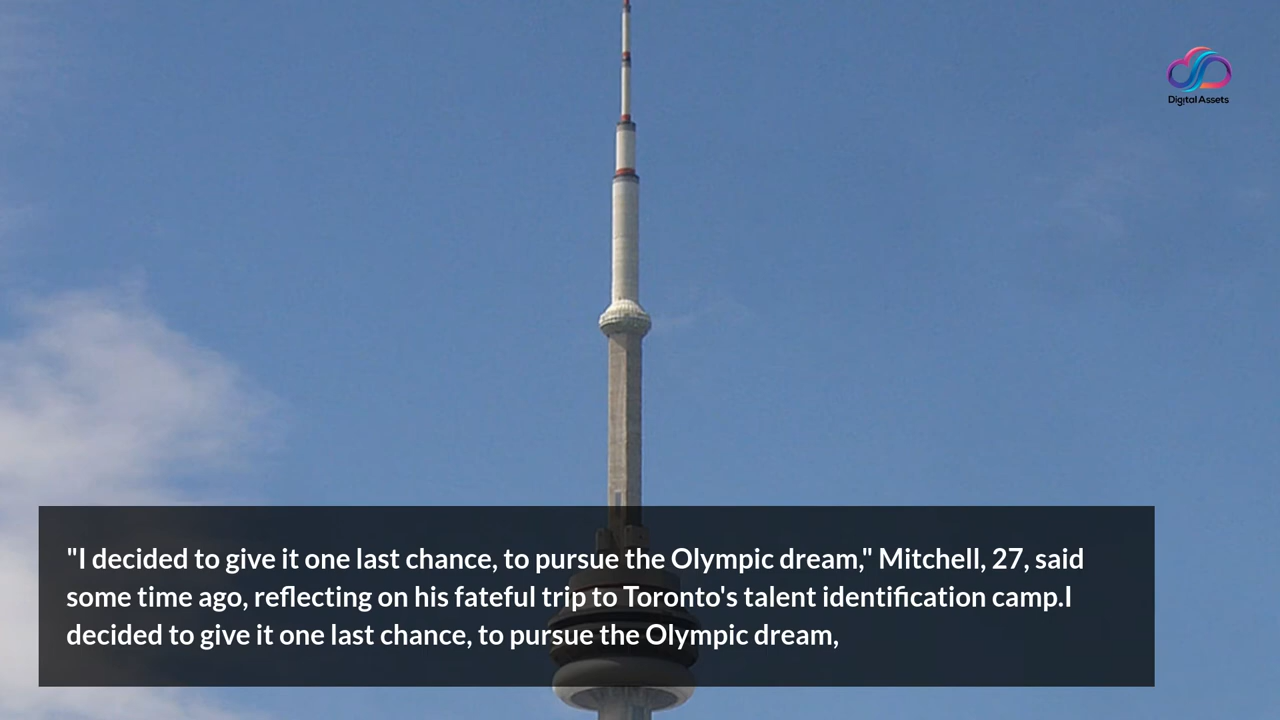 Digital Assets
"I decided to give it one last chance, to pursue the Olympic dream," Mitchell, 27, said
some time ago, reflecting on his fateful trip to Toronto's talent identification camp.I
decided to give it one last chance, to pursue the Olympic dream,